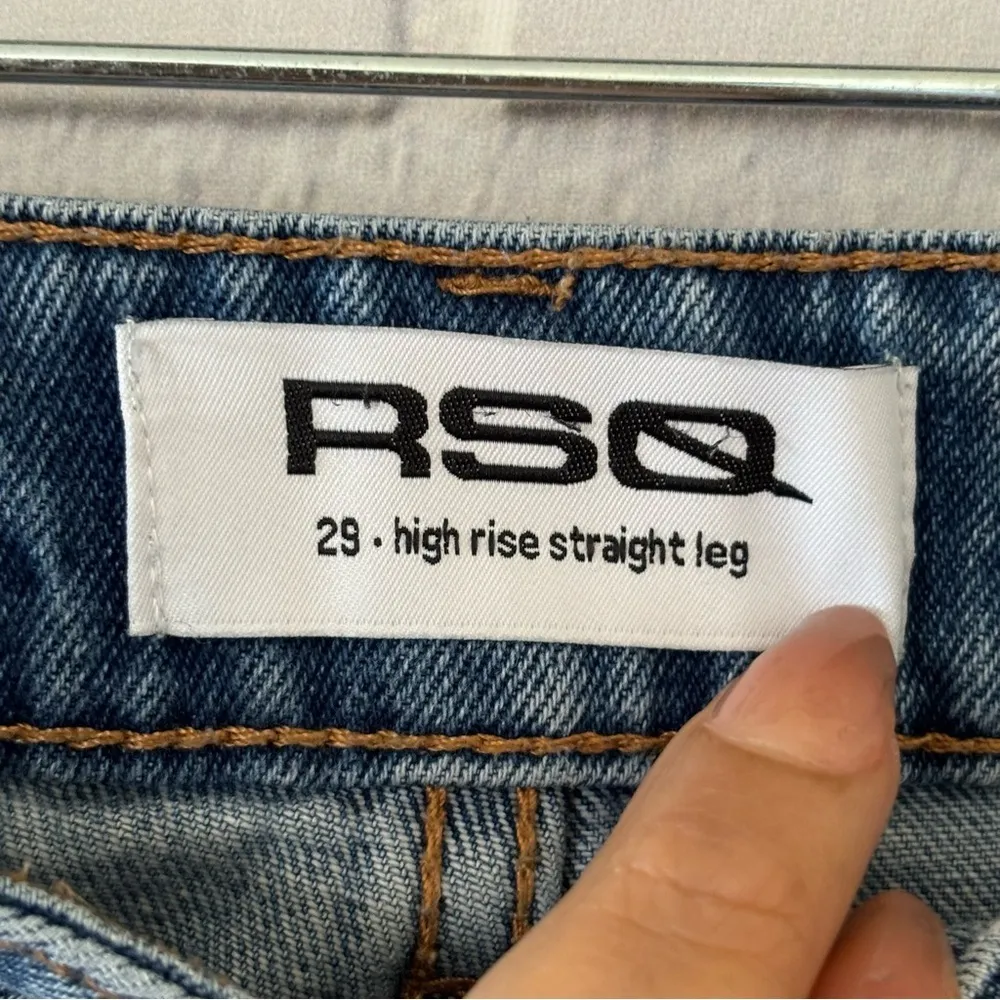 RSQ
29 • high rise straight leg